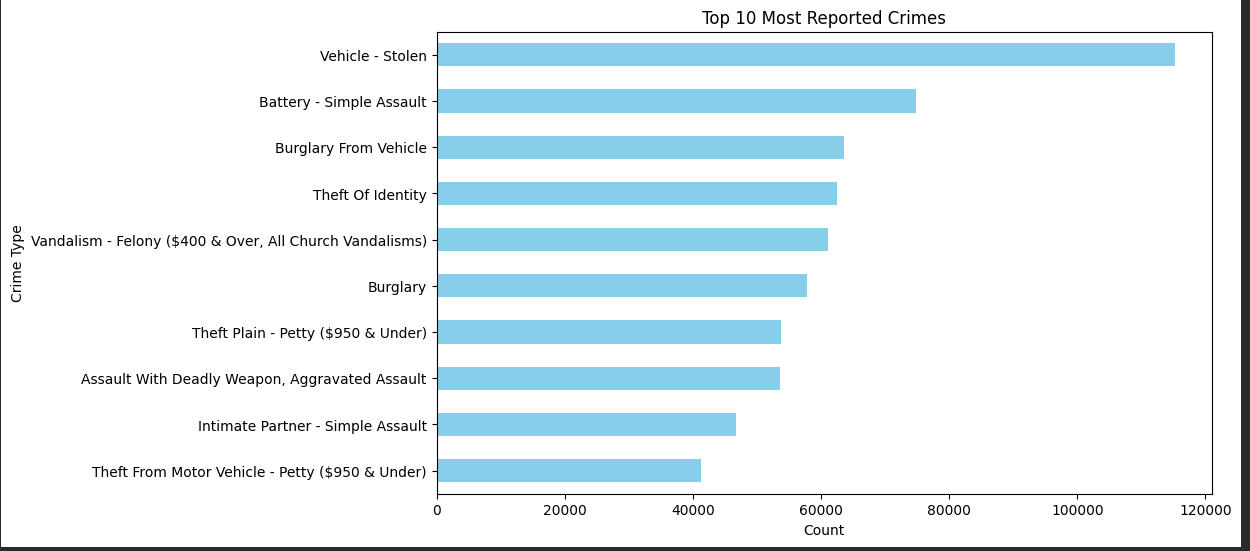 Top 10 Most Reported Crimes
Vehicle - Stolen
Battery - Simple Assault
Burglary From Vehicle
Theft Of Identity
Vandalism - Felony ($400 & Over, All Church Vandalisms)
Burglary
Theft Plain - Petty ($950 & Under)
Assault With Deadly Weapon, Aggravated Assault
Intimate Partner - Simple Assault
Theft From Motor Vehicle - Petty ($950 & Under)
Crime Type
0 20000 40000 60000 80000 100000 120000
Count